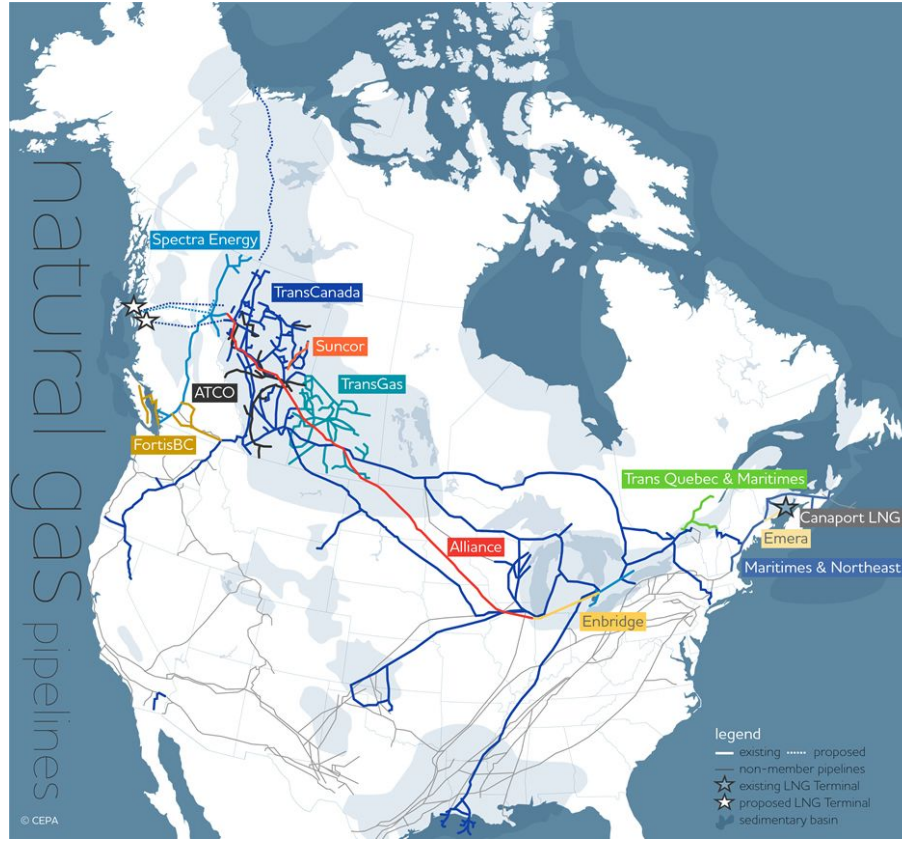 natural gas pipelines
Spectra Energy
TransCanada
Suncor
ATCO
TransGas
FortisBC
Trans Quebec & Maritimes
Canaport LNG
Emera
Alliance
Maritimes & Northeast
Enbridge
legend
existing proposed
non-member pipelines
existing LNG Terminal
proposed LNG Terminal
sedimentary basin
© CEPA